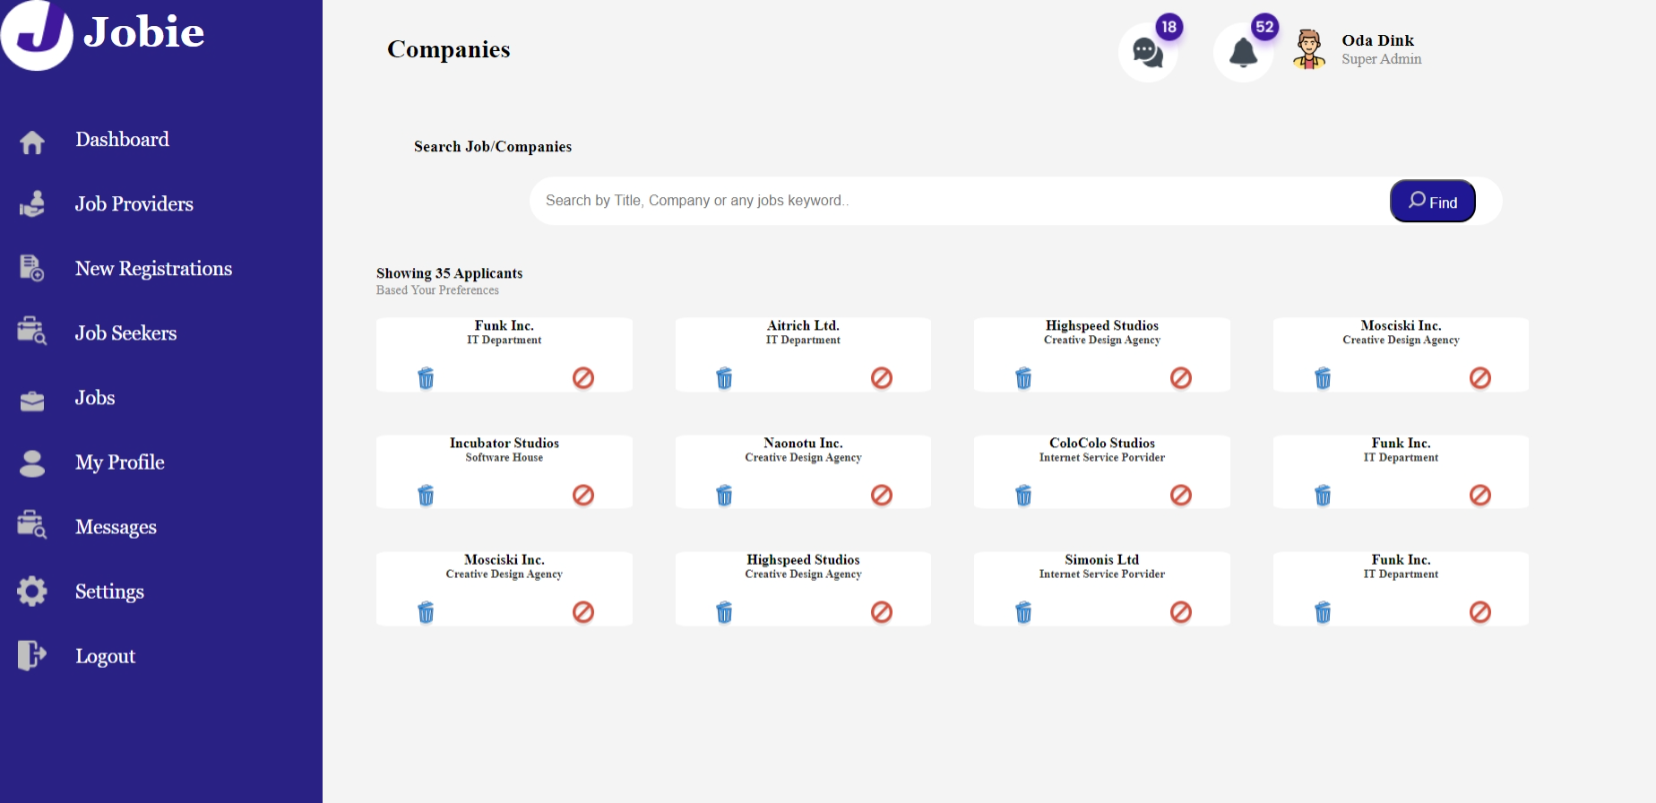 Jobie
Dashboard
Job Providers
New Registrations
Job Seekers
Jobs
My Profile
Messages
Settings
Logout
Companies
18
52
Oda Dink
Super Admin
Search Job/Companies
Search by Title, Company or any jobs keyword..
Find
Showing 35 Applicants
Based Your Preferences
Funk Inc.
IT Department
Aitrich Ltd.
IT Department
Highspeed Studios
Creative Design Agency
Mosciski Inc.
Creative Design Agency
Incubator Studios
Software House
Naonotu Inc.
Creative Design Agency
ColoColo Studios
Internet Service Porvider
Funk Inc.
IT Department
Mosciski Inc.
Creative Design Agency
Highspeed Studios
Creative Design Agency
Simonis Ltd
Internet Service Porvider
Funk Inc.
IT Department